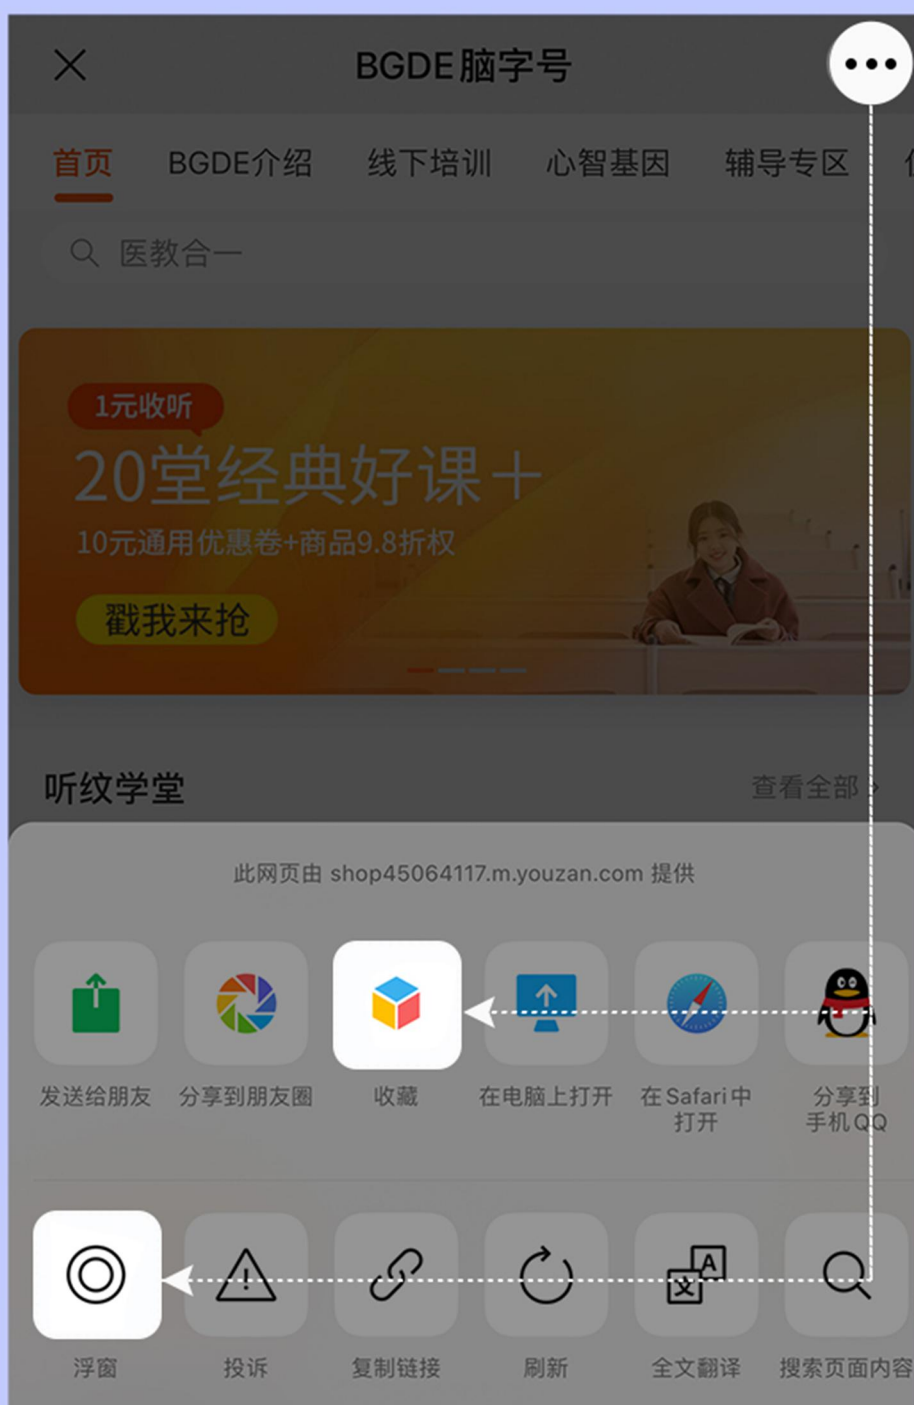 BGDE脑字号
首页 BGDE介绍 线下培训 心智基因 辅导专区
医教合一
1元收听
20堂经典好课+
10元通用优惠卷+商品9.8折权
戳我来抢
听纹学堂 查看全部 >
此网页由 shop45064117.m.youzan.com 提供
发送给朋友 分享到朋友圈 收藏 在电脑上打开 在Safari中打开 分享到手机QQ
浮窗 投诉 复制链接 刷新 全文翻译 搜索页面内容